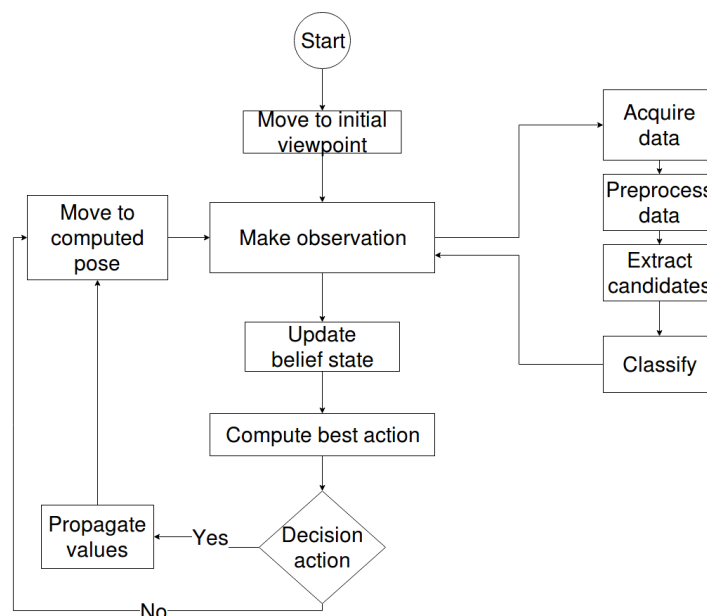 Start
Move to initial
viewpoint
Acquire
data
Preprocess
data
Move to
computed
pose
Make observation
Extract
candidates
Update
belief state
Classify
Compute best action
Propagate
values
Yes
Decision
action
No